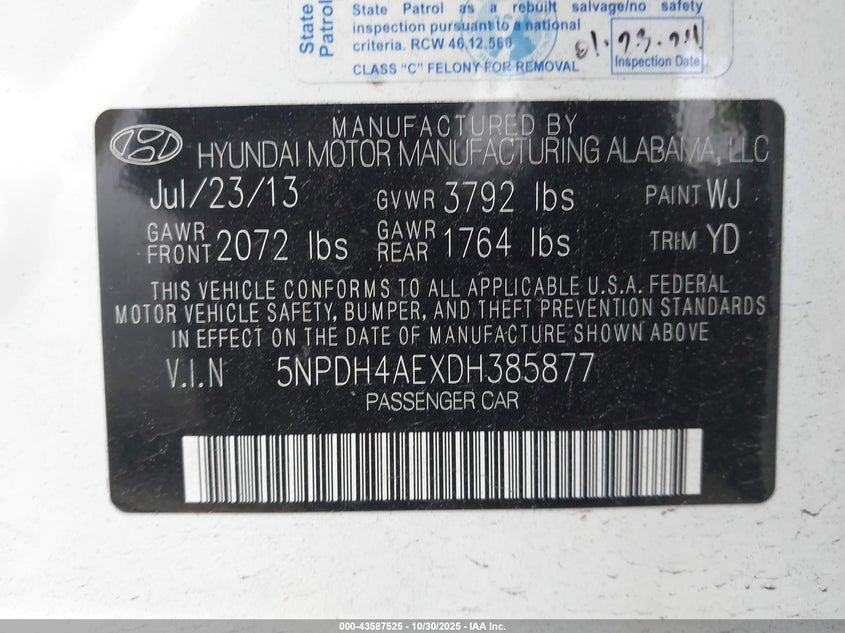 State
Patrol
State Patrol as a rebuilt salvage/no safety
inspection pursuant to a national
criteria. RCW 46.12.560
CLASS "C" FELONY FOR REMOVAL
Inspection Date
MANUFACTURED BY
HYUNDAI MOTOR MANUFACTURING ALABAMA, LLC
Jul/23/13 GVWR 3792 lbs PAINT WJ
GAWR FRONT 2072 lbs GAWR REAR 1764 lbs TRIM YD
THIS VEHICLE CONFORMS TO ALL APPLICABLE U.S.A. FEDERAL
MOTOR VEHICLE SAFETY, BUMPER, AND THEFT PREVENTION STANDARDS
IN EFFECT ON THE DATE OF MANUFACTURE SHOWN ABOVE
V.I.N 5NPDH4AEXDH385877
PASSENGER CAR
000-43587525 - 10/30/2025 - IAA Inc.